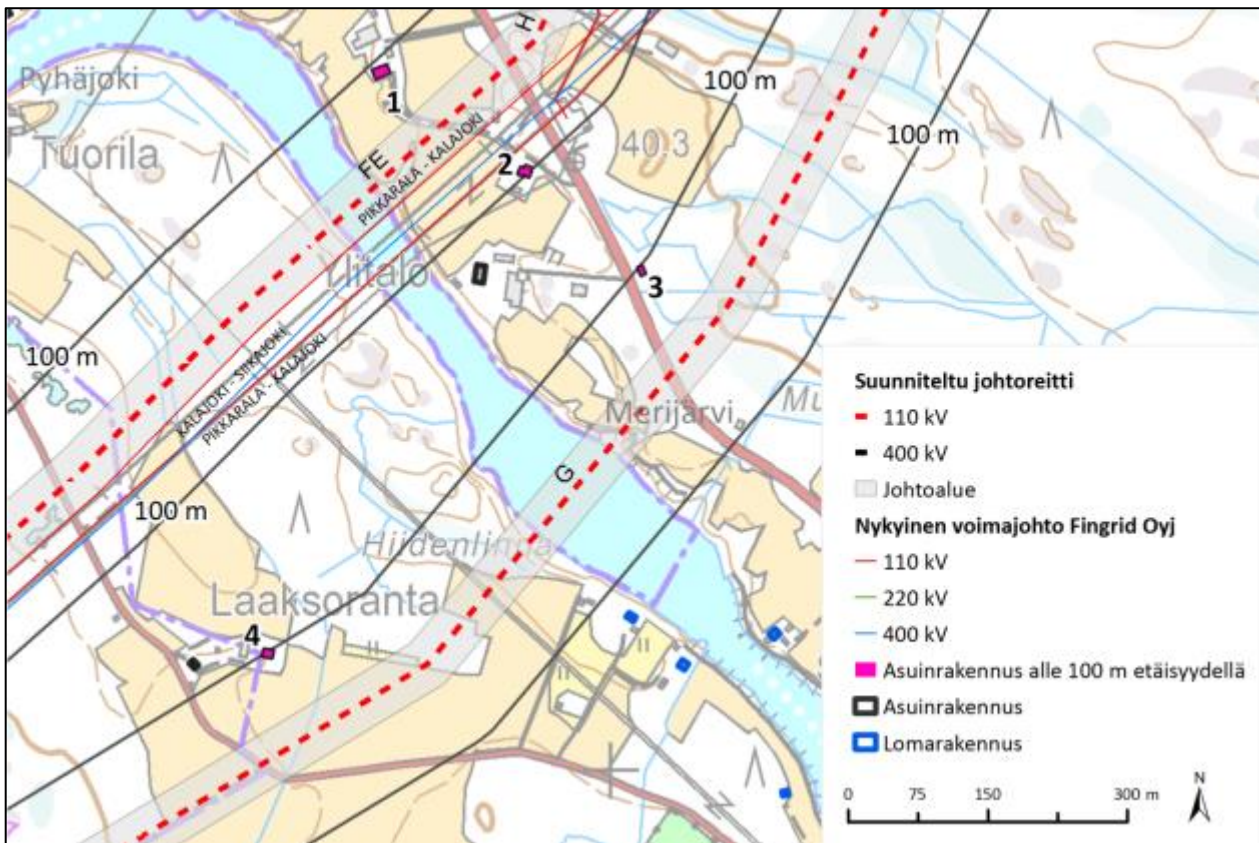 H
Pyhäjoki
1
100 m
Tuorila
FE
PIKKARALA - KALAJOKI
2
40.3
100 m
Ylitalo
3
100 m
KALAJOKI - SIIKAJOKI
PIKKARALA - KALAJOKI
Merijärvi
G
100 m
Hiidenlinna
Laaksoranta
4
Suunniteltu johtoreitti
110 kV
400 kV
Johtoalue
Nykyinen voimajohto Fingrid Oyj
110 kV
220 kV
400 kV
Asuinrakennus alle 100 m etäisyydellä
Asuinrakennus
Lomarakennus
0 75 150 300 m
N